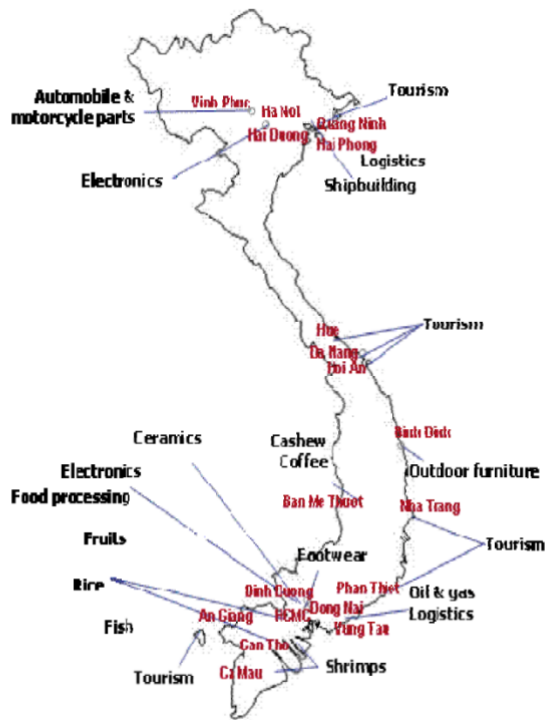 Tourism
Automobile &
motorcycle parts
Vinh Phuc
Ha Noi
Quang Ninh
Hai Duong
Hai Phong
Logistics
Electronics
Shipbuilding
Hue
Tourism
Da Nang
Hoi An
Binh Dinh
Ceramics
Cashew
Coffee
Electronics
Outdoor furniture
Food processing
Ban Me Thuot
Nha Trang
Fruits
Tourism
Footwear
Rice
Binh Duong
Phan Thiet
Oil & gas
An Giang
HCMC
Dong Nai
Logistics
Fish
Vung Tau
Can Tho
Shrimps
Tourism
Ca Mau